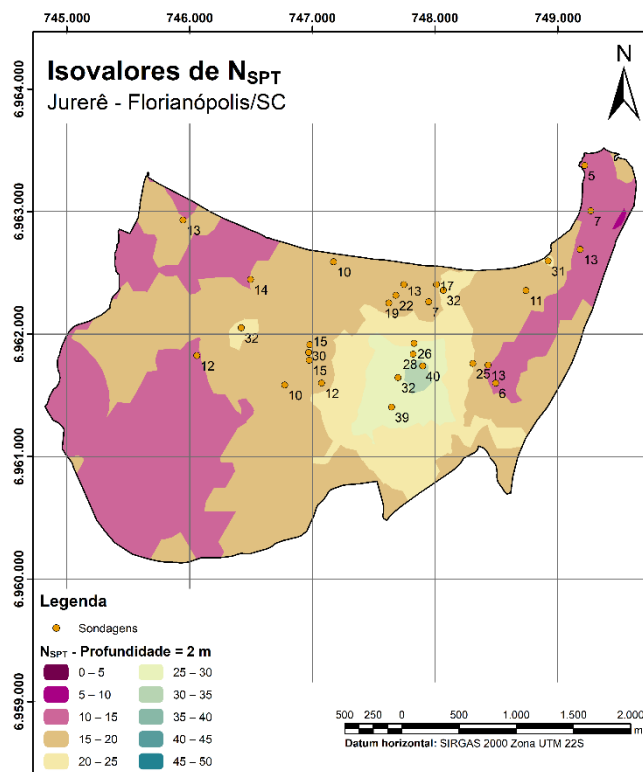 745.000 746.000 747.000 748.000 749.000
Isovalores de NSPT
Jurerê - Florianópolis/SC
N
6.964.000
6.963.000
6.962.000
6.961.000
6.960.000
6.959.000
5
7
13
13
31
10
14
13
17
11
32
22
19
7
32
15
30
26
12
15
28
40
25
13
32
12
10
6
39
Legenda
Sondagens
NSPT - Profundidade = 2 m
0 – 5 25 – 30
5 – 10 30 – 35
10 – 15 35 – 40
15 – 20 40 – 45
20 – 25 45 – 50
500 250 0 500 1.000 1.500 2.000
m
Datum horizontal: SIRGAS 2000 Zona UTM 22S